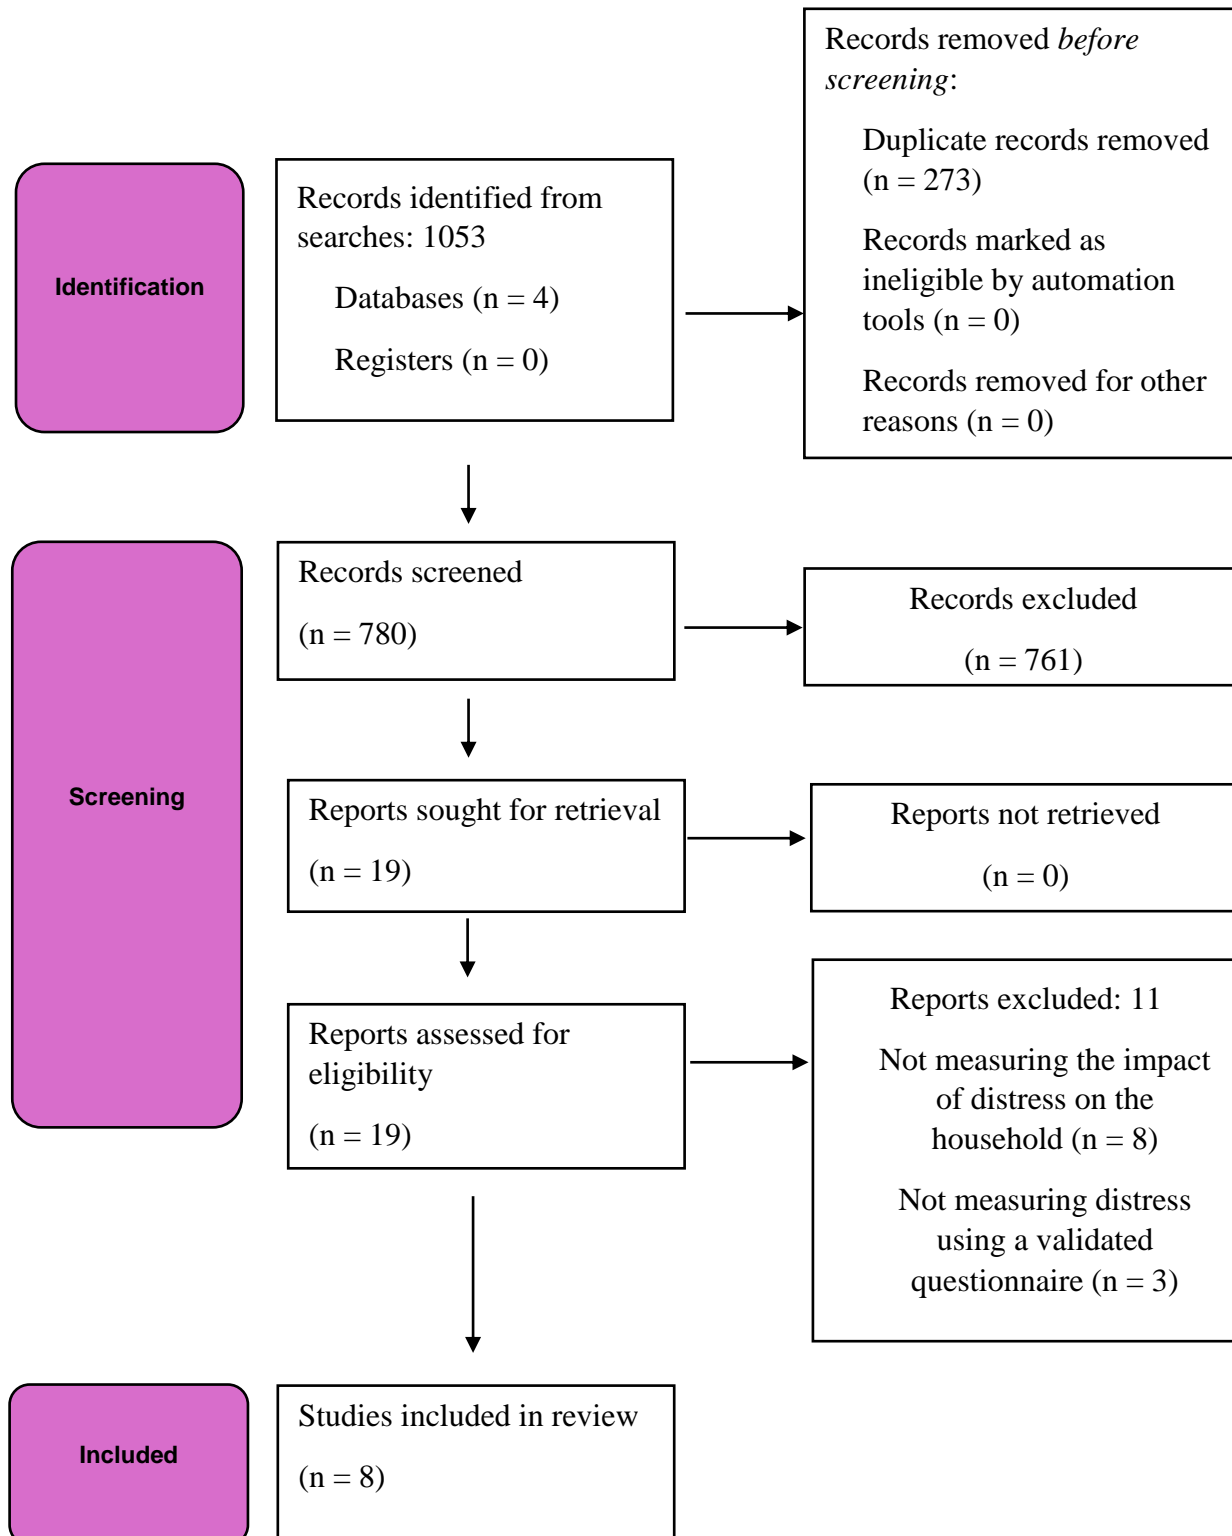 Identification
Records identified from
searches: 1053
Databases (n = 4)
Registers (n = 0)
Records removed before
screening:
Duplicate records removed
(n = 273)
Records marked as
ineligible by automation
tools (n = 0)
Records removed for other
reasons (n = 0)
Screening
Records screened
(n = 780)
Records excluded
(n = 761)
Reports sought for retrieval
(n = 19)
Reports not retrieved
(n = 0)
Reports assessed for
eligibility
(n = 19)
Reports excluded: 11
Not measuring the impact
of distress on the
household (n = 8)
Not measuring distress
using a validated
questionnaire (n = 3)
Included
Studies included in review
(n = 8)